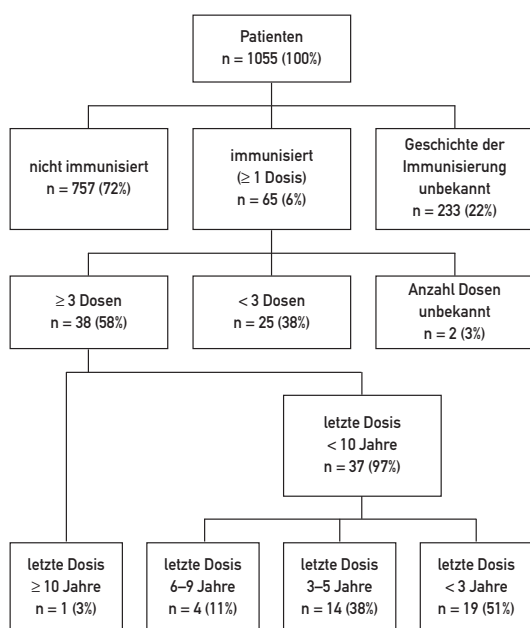 Patienten
n = 1055 (100%)
nicht immunisiert
n = 757 (72%)
immunisiert
(≥ 1 Dosis)
n = 65 (6%)
Geschichte der
Immunisierung
unbekannt
n = 233 (22%)
≥ 3 Dosen
n = 38 (58%)
< 3 Dosen
n = 25 (38%)
Anzahl Dosen
unbekannt
n = 2 (3%)
letzte Dosis
< 10 Jahre
n = 37 (97%)
letzte Dosis
≥ 10 Jahre
n = 1 (3%)
letzte Dosis
6–9 Jahre
n = 4 (11%)
letzte Dosis
3–5 Jahre
n = 14 (38%)
letzte Dosis
< 3 Jahre
n = 19 (51%)